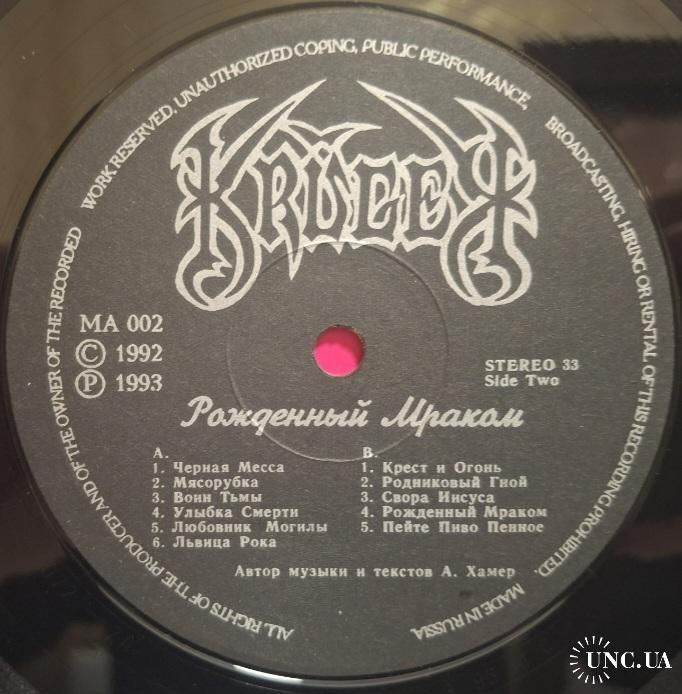 ALL RIGHTS OF THE PRODUCER AND OF THE OWNER OF THE RECORDED WORK RESERVED, UNAUTHORIZED COPING, PUBLIC PERFORMANCE, BROADCASTING, HIRING OR RENTAL OF THIS RECORDING PROHIBITED.
MADE IN RUSSIA
KRÜGER
MA 002
© 1992
℗ 1993
STEREO 33
Side Two
Рожденный Мраком
A.
1. Черная Месса
2. Мясорубка
3. Воин Тьмы
4. Улыбка Смерти
5. Любовник Могилы
6. Львица Рока
B.
1. Крест и Огонь
2. Родниковый Гной
3. Свора Иисуса
4. Рожденный Мраком
5. Пейте Пиво Пенное
Автор музыки и текстов А. Хамер
UNC.UA